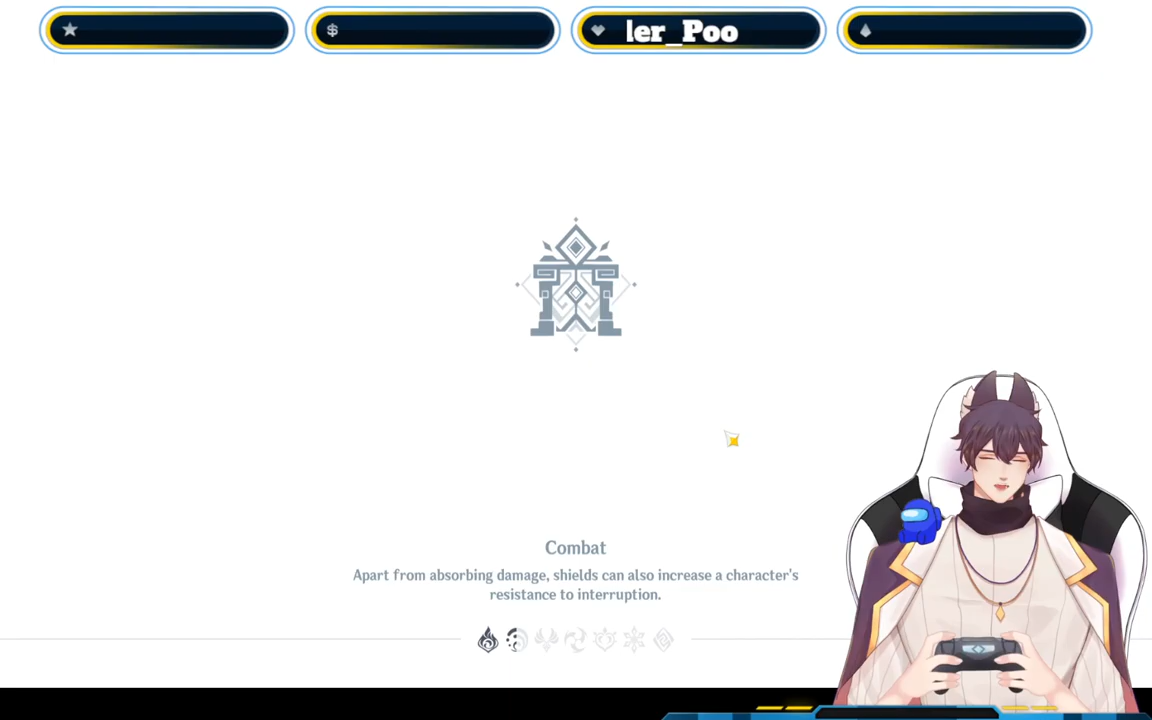 $
ler_Poo
Combat
Apart from absorbing damage, shields can also increase a character's
resistance to interruption.